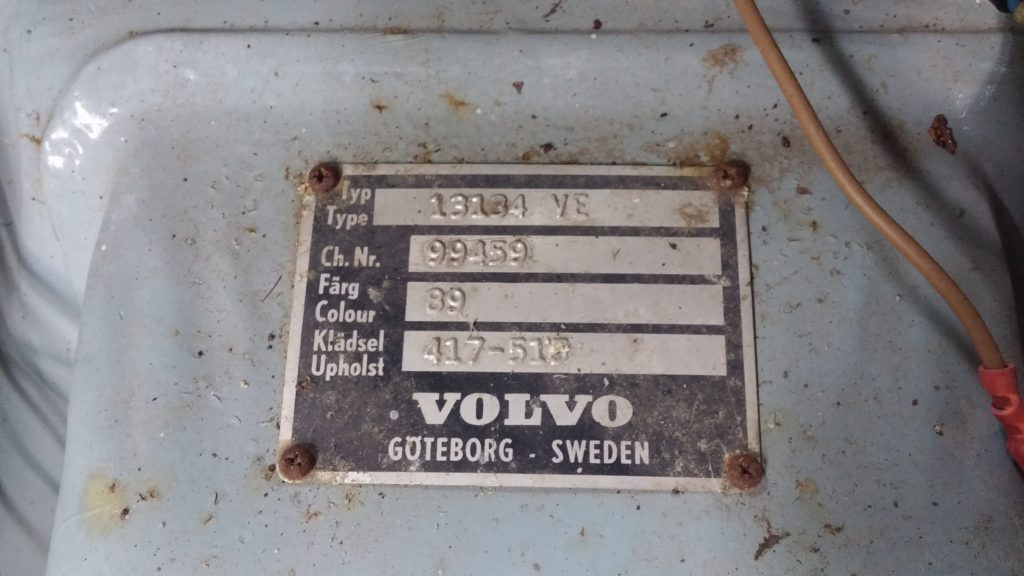 Typ
Type 13134 VE
Ch. Nr. 99459
Färg
Colour 89
Klädsel
Upholst
VOLVO
GÖTEBORG - SWEDEN